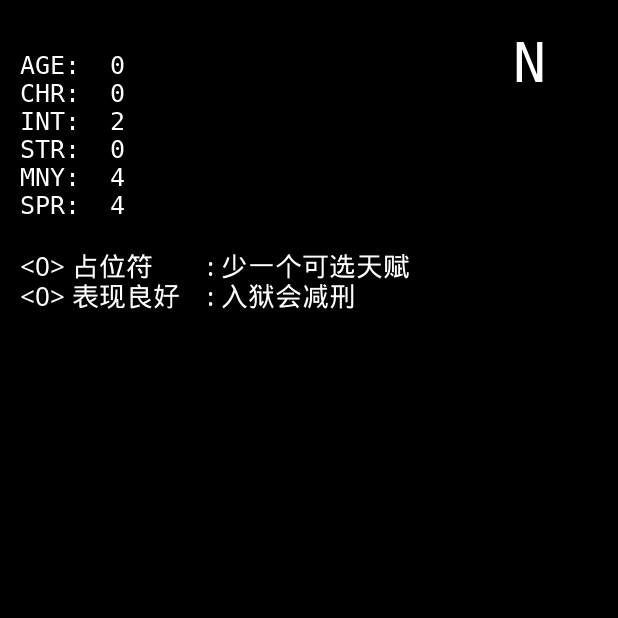 N
AGE: 0
CHR: 0
INT: 2
STR: 0
MNY: 4
SPR: 4
<O> 占位符 : 少一个可选天赋
<O> 表现良好 : 入狱会减刑